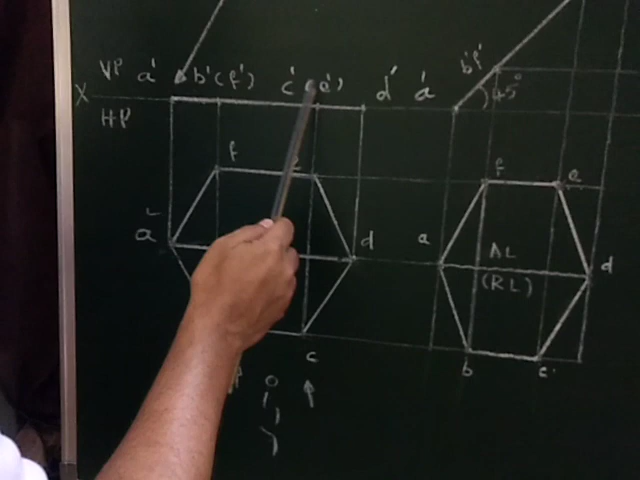 VP a' b'(f') c'(e') d' a' b'f'
X 45°
HP
f e f e
a d a AL d
(RL)
c b c